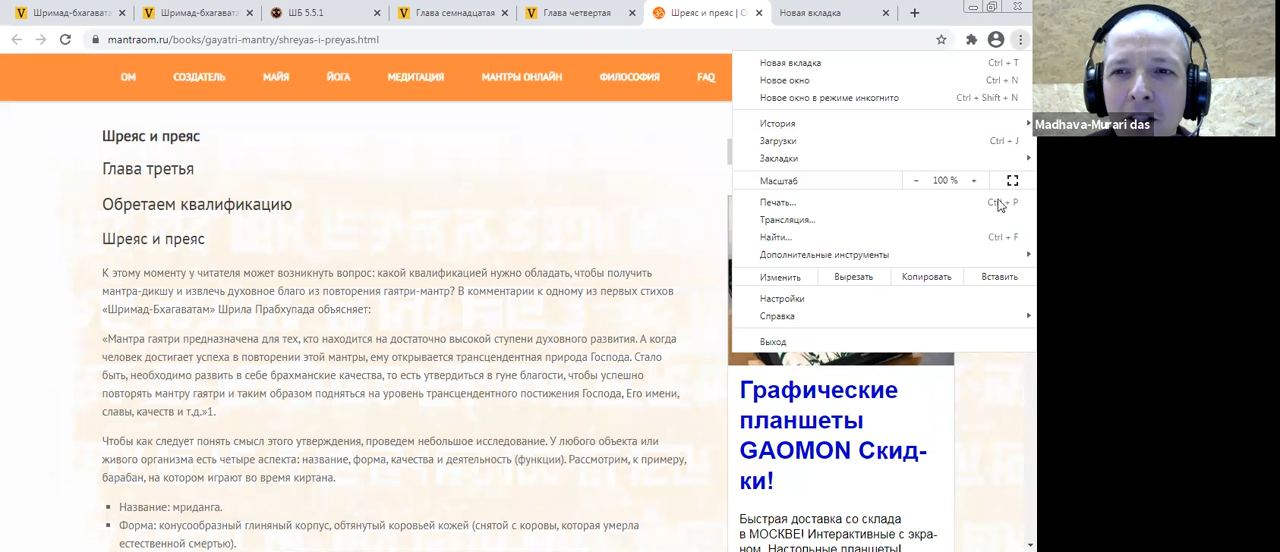 Шримад-бхагавата
Шримад-бхагавата
ШБ 5.5.1
Глава семнадцатая
Глава четвертая
Шреяс и преяс | О
Новая вкладка
mantraom.ru/books/gayatri-mantry/shreyas-i-preyas.html
ОМ СОЗДАТЕЛЬ МАЙЯ ЙОГА МЕДИТАЦИЯ МАНТРЫ ОНЛАЙН ФИЛОСОФИЯ FAQ
Шреяс и преяс
Глава третья
Обретаем квалификацию
Шреяс и преяс
К этому моменту у читателя может возникнуть вопрос: какой квалификацией нужно обладать, чтобы получить
мантра-дикшу и извлечь духовное благо из повторения гаятри-мантр? В комментарии к одному из первых стихов
«Шримад-Бхагаватам» Шрила Прабхупада объясняет:
«Мантра гаятри предназначена для тех, кто находится на достаточно высокой ступени духовного развития. А когда
человек достигает успеха в повторении этой мантры, ему открывается трансцендентная природа Господа. Стало
быть, необходимо развить в себе брахманские качества, то есть утвердиться в гуне благости, чтобы успешно
повторять мантру гаятри и таким образом подняться на уровень трансцендентного постижения Господа, Его имени,
славы, качеств и т.д.»1.
Чтобы как следует понять смысл этого утверждения, проведем небольшое исследование. У любого объекта или
живого организма есть четыре аспекта: название, форма, качества и деятельность (функции). Рассмотрим, к примеру,
барабан, на котором играют во время киртана.
Название: мриданга.
Форма: конусообразный глиняный корпус, обтянутый коровьей кожей (снятой с коровы, которая умерла
естественной смертью).
Новая вкладка Ctrl + T
Новое окно Ctrl + N
Новое окно в режиме инкогнито Ctrl + Shift + N
История
Загрузки Ctrl + J
Закладки
Масштаб − 100 % +
Печать... Ctrl + P
Трансляция...
Найти... Ctrl + F
Дополнительные инструменты
Изменить Вырезать Копировать Вставить
Настройки
Справка
Выход
Графические
планшеты
GAOMON Скид-
ки!
Быстрая доставка со склада
в МОСКВЕ! Интерактивные с экра-
ном. Настольные планшеты!
Madhava-Murari das